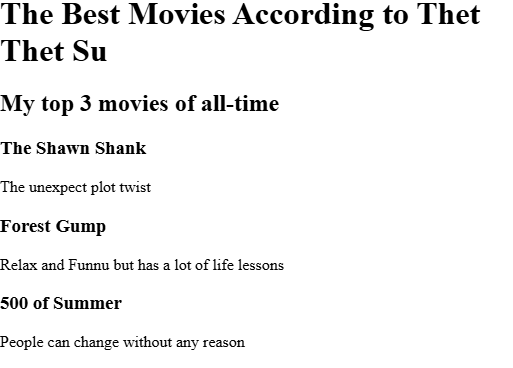 The Best Movies According to Thet
Thet Su
My top 3 movies of all-time
The Shawn Shank
The unexpect plot twist
Forest Gump
Relax and Funnu but has a lot of life lessons
500 of Summer
People can change without any reason